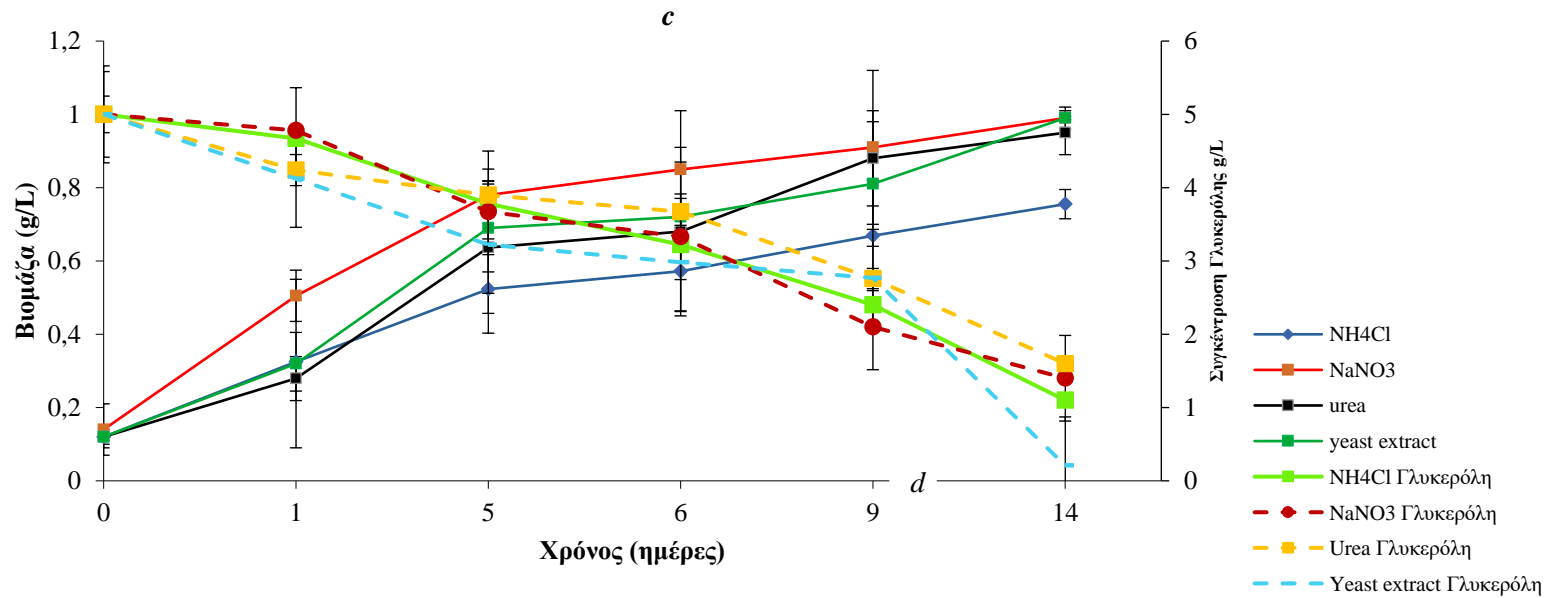 c
Βιομάζα (g/L)
1,2
1
0,8
0,6
0,4
0,2
0
6
5
4
3
2
1
0
Συγκέντρωση Γλυκερόλης g/L
d
0 1 5 6 9 14
Χρόνος (ημέρες)
NH4Cl
NaNO3
urea
yeast extract
NH4Cl Γλυκερόλη
NaNO3 Γλυκερόλη
Urea Γλυκερόλη
Yeast extract Γλυκερόλη